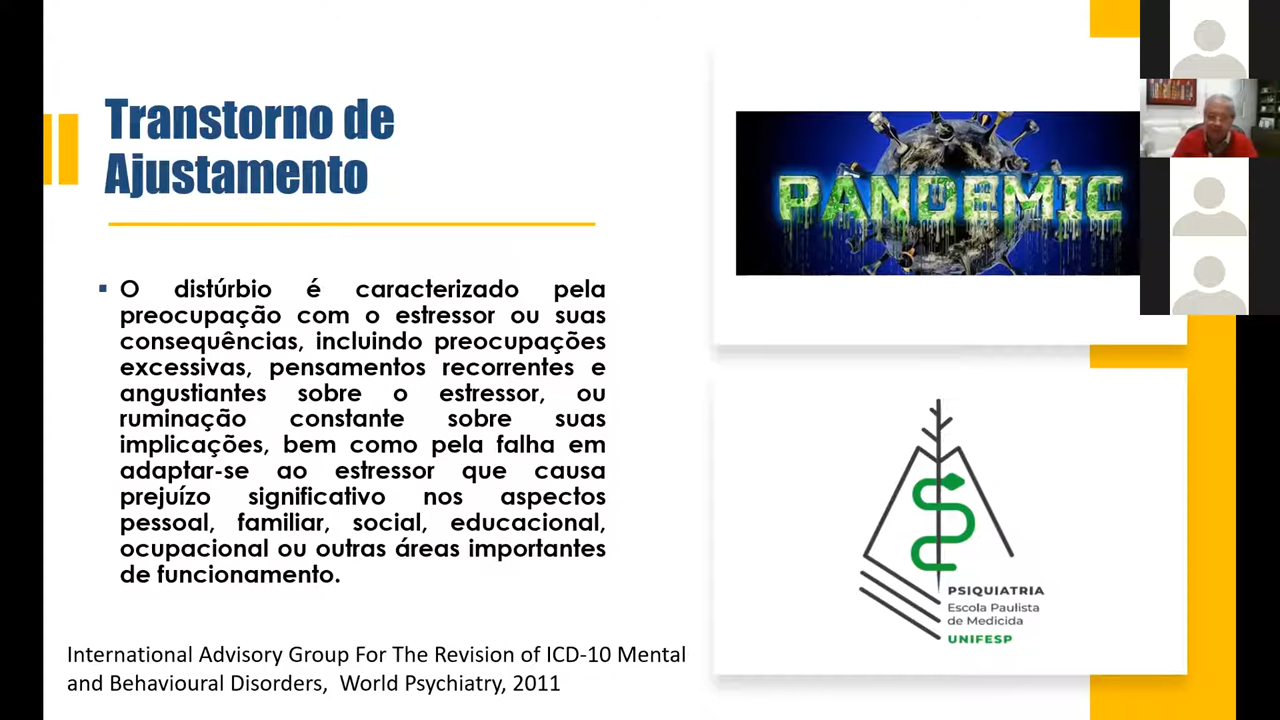 Transtorno de
Ajustamento
PANDEMIC
▪ O distúrbio é caracterizado pela
preocupação com o estressor ou suas
consequências, incluindo preocupações
excessivas, pensamentos recorrentes e
angustiantes sobre o estressor, ou
ruminação constante sobre suas
implicações, bem como pela falha em
adaptar-se ao estressor que causa
prejuízo significativo nos aspectos
pessoal, familiar, social, educacional,
ocupacional ou outras áreas importantes
de funcionamento.
PSIQUIATRIA
Escola Paulista
de Medicida
UNIFESP
International Advisory Group For The Revision of ICD-10 Mental
and Behavioural Disorders, World Psychiatry, 2011